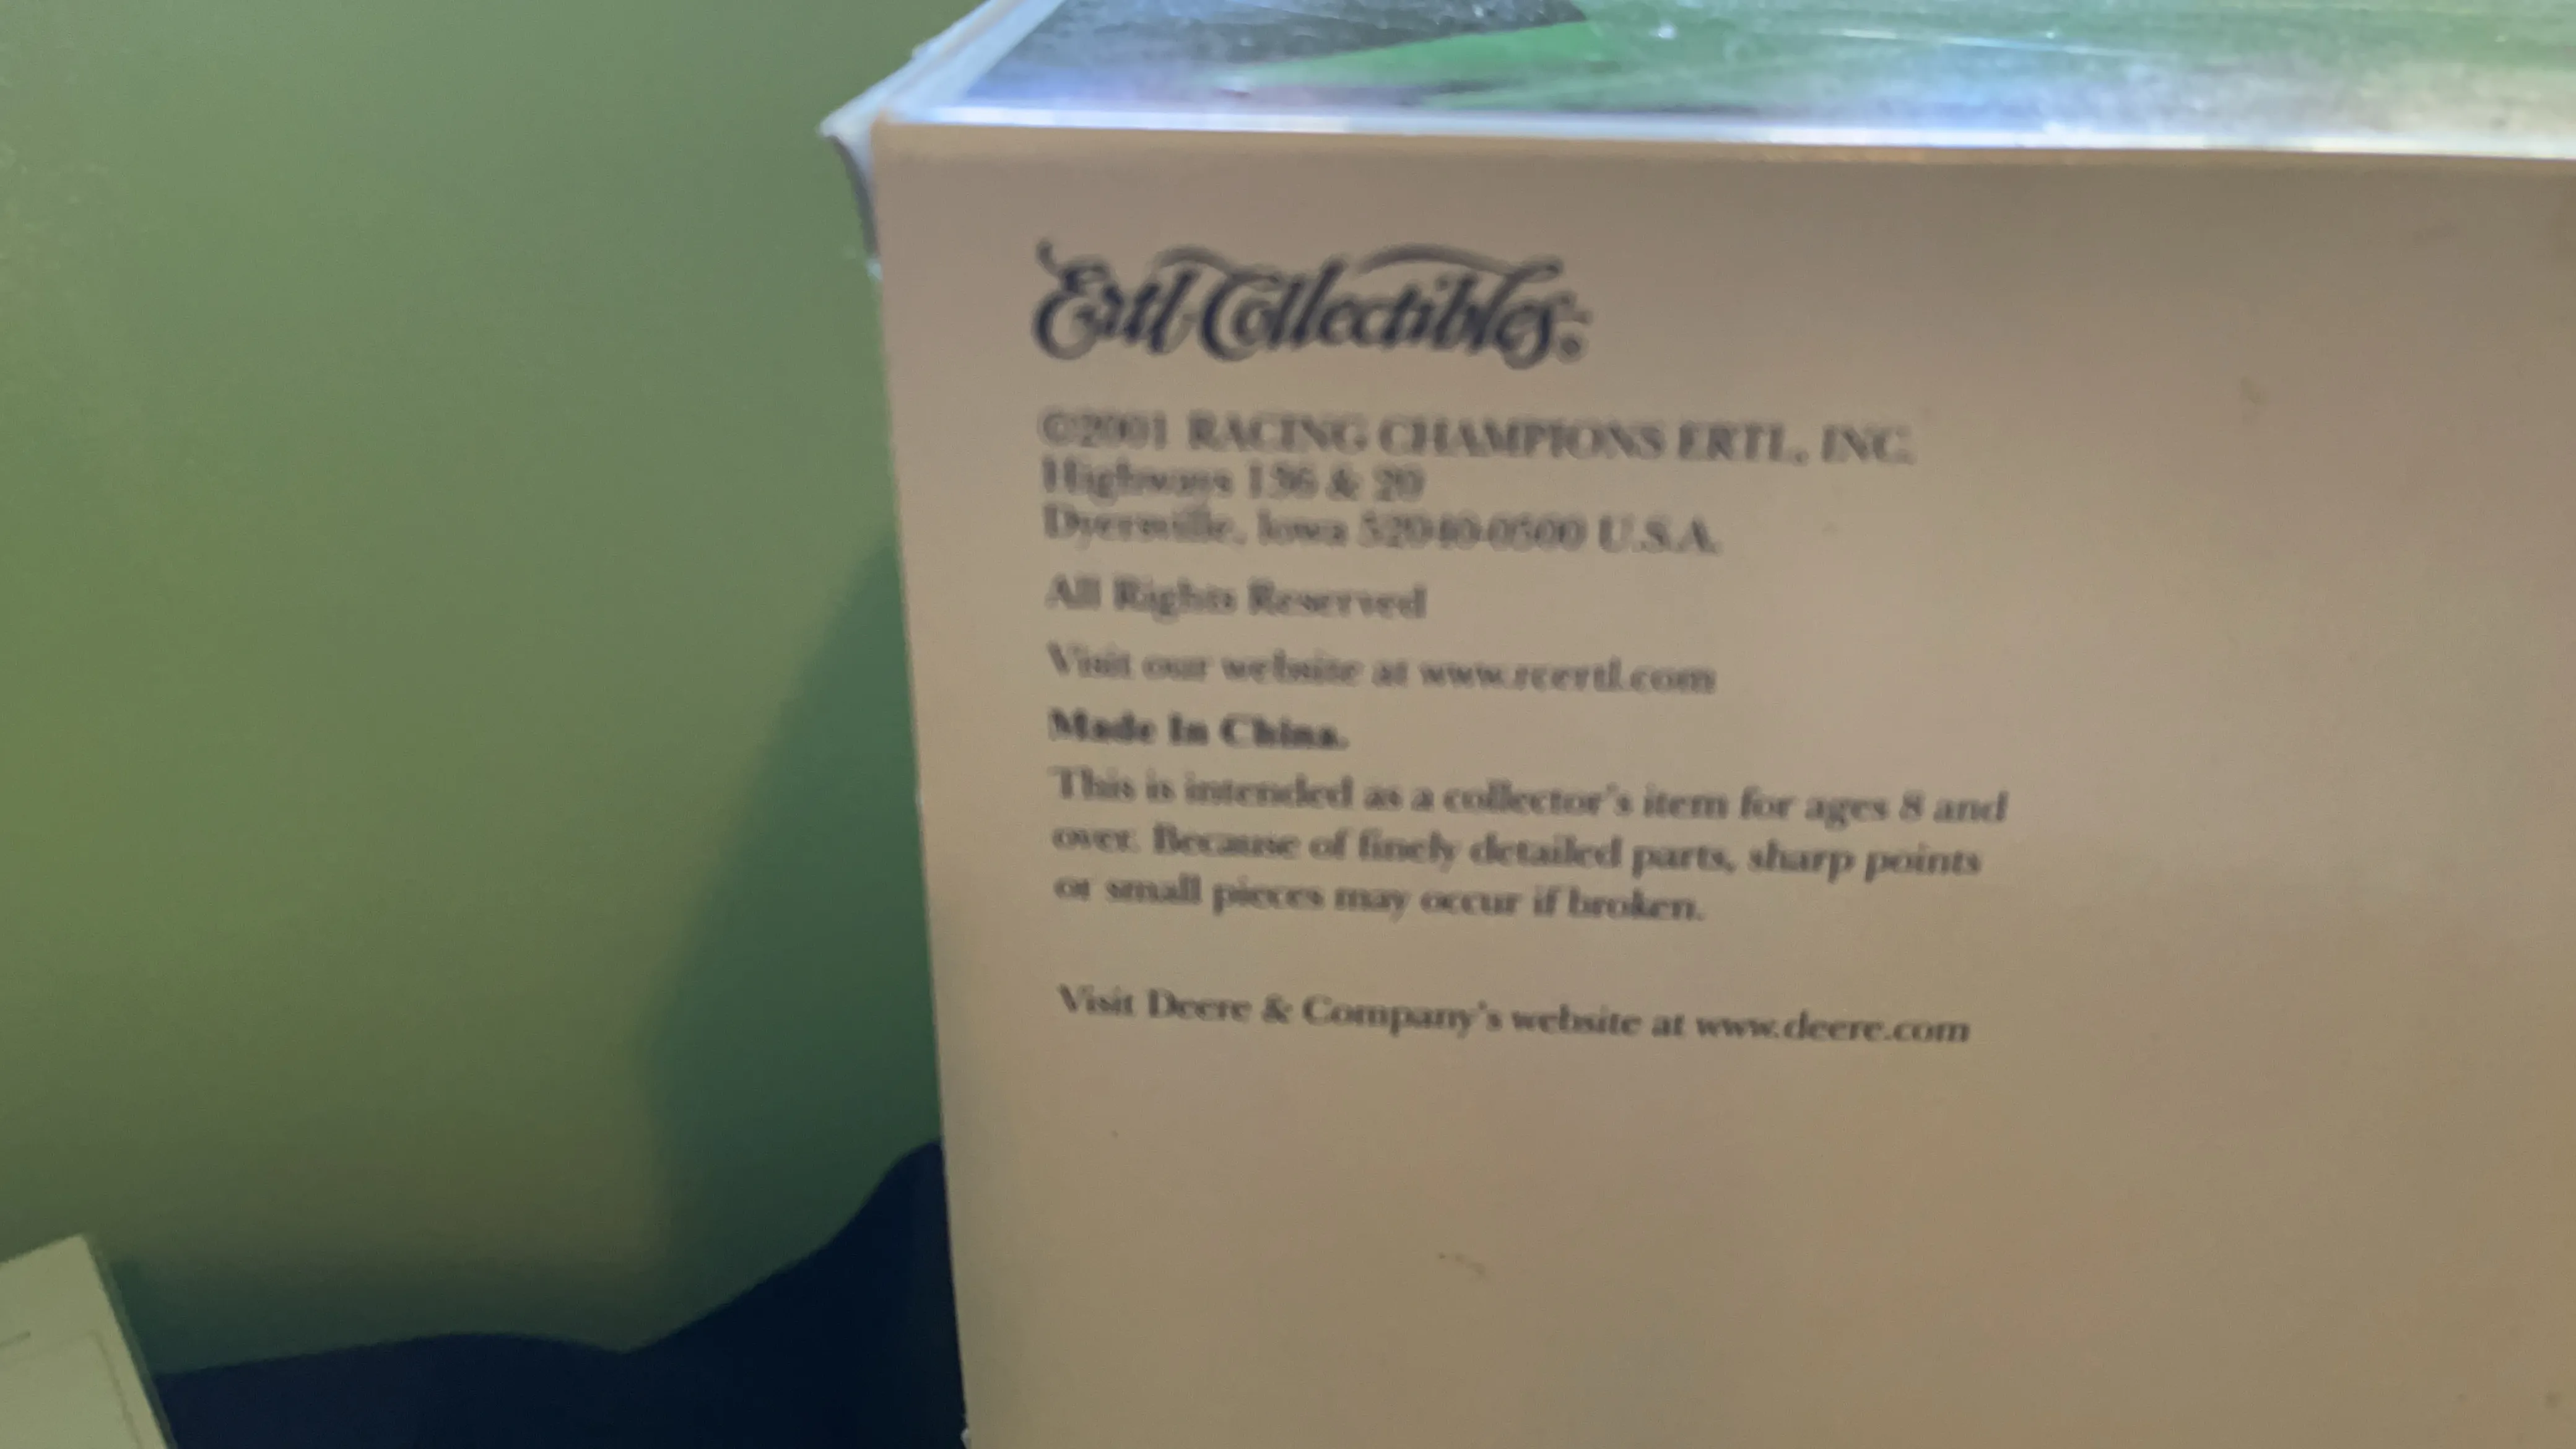 Ertl Collectibles
©2001 RACING CHAMPIONS ERTL, INC.
Highways 136 & 20
Dyersville, Iowa 52040-0500 U.S.A.
All Rights Reserved
Visit our website at www.rcertl.com
Made In China.
This is intended as a collector's item for ages 8 and
over. Because of finely detailed parts, sharp points
or small pieces may occur if broken.
Visit Deere & Company's website at www.deere.com